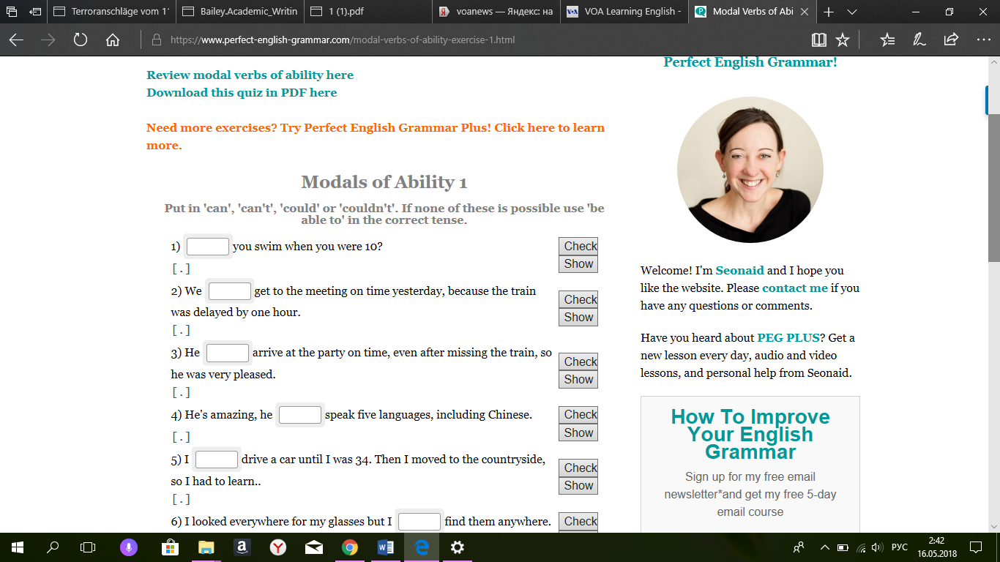 Terroranschläge vom 1
Bailey.Academic_Writin
1 (1).pdf
voanews — Яндекс: на
VOA Learning English -
Modal Verbs of Abi
https://www.perfect-english-grammar.com/modal-verbs-of-ability-exercise-1.html
Review modal verbs of ability here
Download this quiz in PDF here
Need more exercises? Try Perfect English Grammar Plus! Click here to learn
more.
Modals of Ability 1
Put in 'can', 'can't', 'could' or 'couldn't'. If none of these is possible use 'be
able to' in the correct tense.
1) you swim when you were 10?
Check
Show
[ . ]
2) We get to the meeting on time yesterday, because the train
was delayed by one hour.
Check
Show
[ . ]
3) He arrive at the party on time, even after missing the train, so
he was very pleased.
Check
Show
[ . ]
4) He's amazing, he speak five languages, including Chinese.
Check
Show
[ . ]
5) I drive a car until I was 34. Then I moved to the countryside,
so I had to learn..
Check
Show
[ . ]
6) I looked everywhere for my glasses but I find them anywhere.
Check
Perfect English Grammar!
Welcome! I'm Seonaid and I hope you
like the website. Please contact me if you
have any questions or comments.
Have you heard about PEG PLUS? Get a
new lesson every day, audio and video
lessons, and personal help from Seonaid.
How To Improve
Your English
Grammar
Sign up for my free email
newsletter*and get my free 5-day
email course
РУС
2:42
16.05.2018